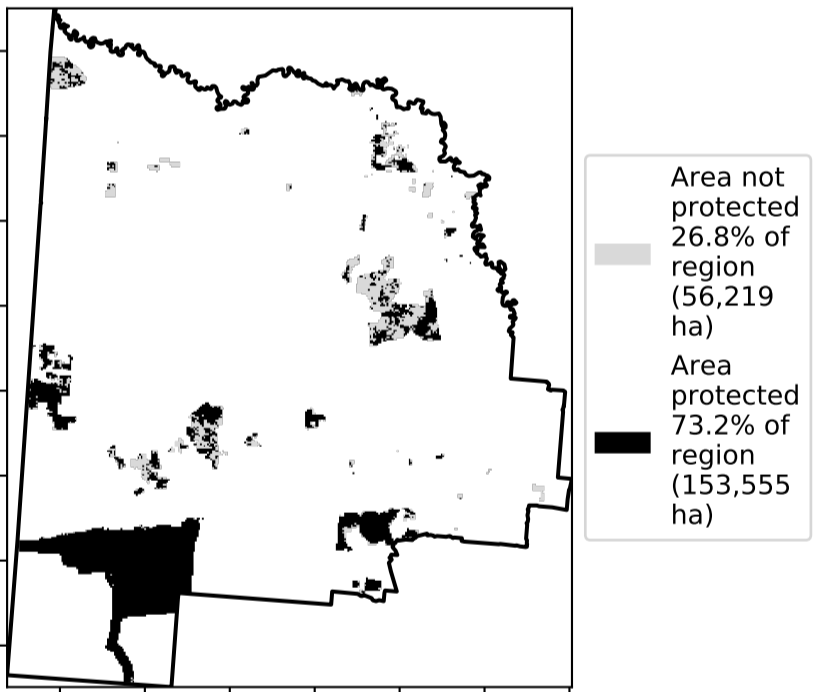 Area not
protected
26.8% of
region
(56,219
ha)
Area
protected
73.2% of
region
(153,555
ha)